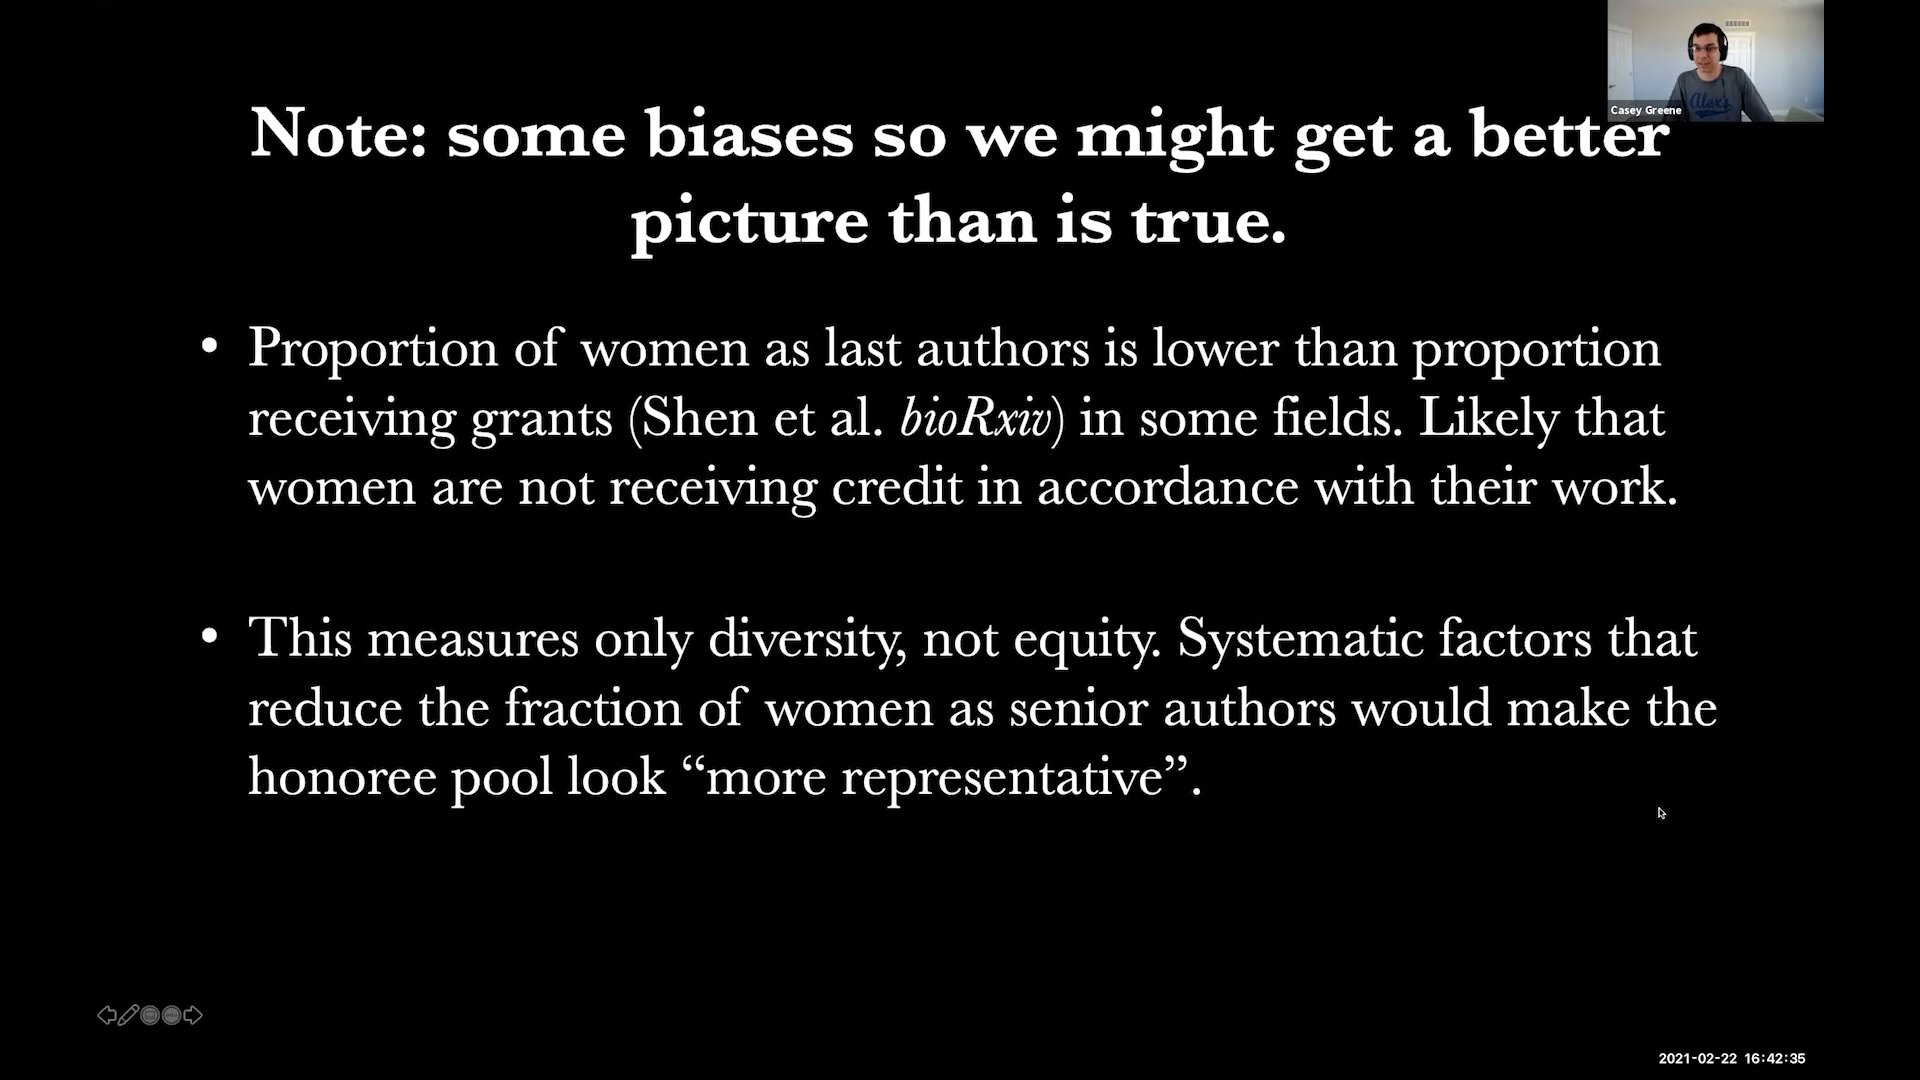 Alex's
Casey Greene
Note: some biases so we might get a better
picture than is true.
• Proportion of women as last authors is lower than proportion
receiving grants (Shen et al. bioRxiv) in some fields. Likely that
women are not receiving credit in accordance with their work.
• This measures only diversity, not equity. Systematic factors that
reduce the fraction of women as senior authors would make the
honoree pool look “more representative”.
2021-02-22 16:42:35